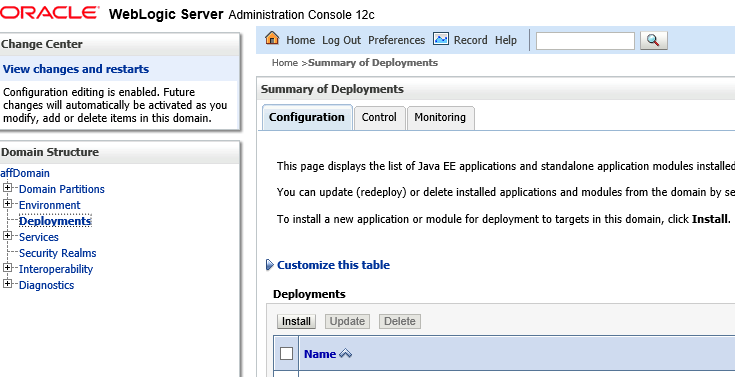 ORACLE WebLogic Server Administration Console 12c
Change Center
View changes and restarts
Configuration editing is enabled. Future
changes will automatically be activated as you
modify, add or delete items in this domain.
Domain Structure
affDomain
Domain Partitions
Environment
Deployments
Services
Security Realms
Interoperability
Diagnostics
Home Log Out Preferences Record Help
Home >Summary of Deployments
Summary of Deployments
Configuration Control Monitoring
This page displays the list of Java EE applications and standalone application modules installed
You can update (redeploy) or delete installed applications and modules from the domain by se
To install a new application or module for deployment to targets in this domain, click Install.
Customize this table
Deployments
Install Update Delete
Name